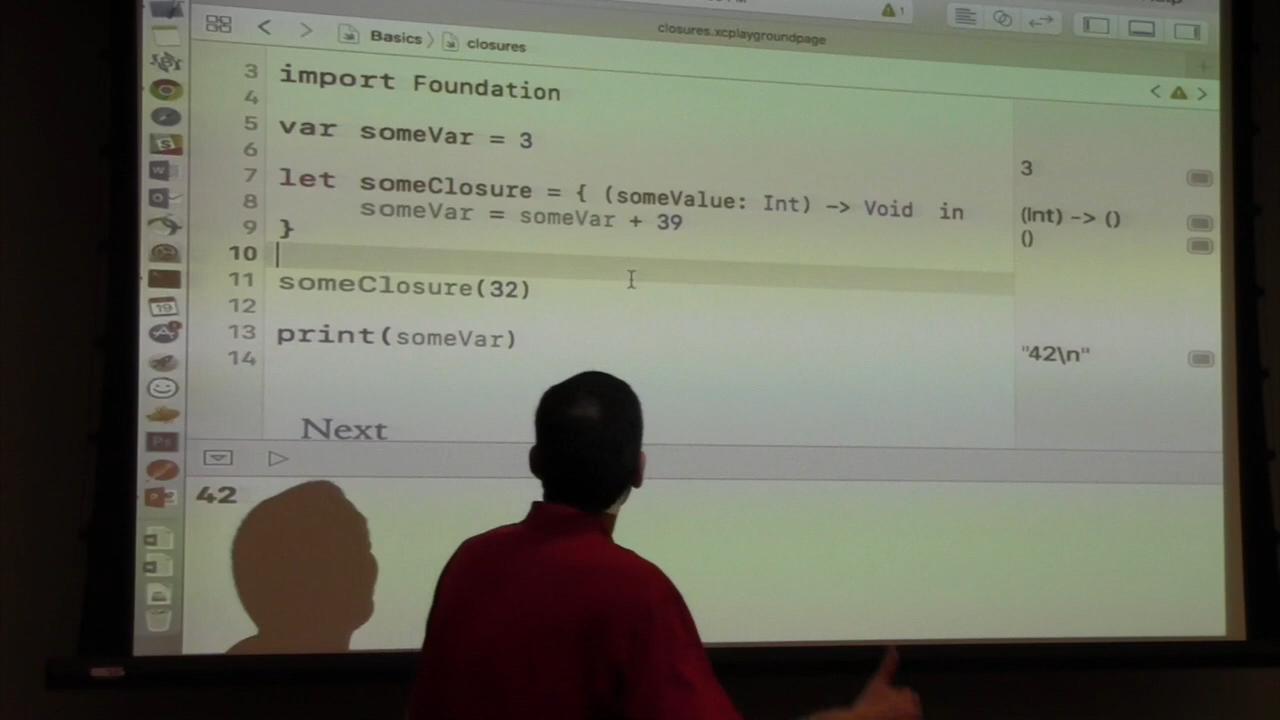 closures.xcplaygroundpage
Basics closures
3 import Foundation
4
5 var someVar = 3
3
6
7 let someClosure = { (someValue: Int) -> Void in
(Int) -> ()
8 someVar = someVar + 39
()
9 }
10
11 someClosure(32)
12
13 print(someVar)
"42\n"
14
Next
42